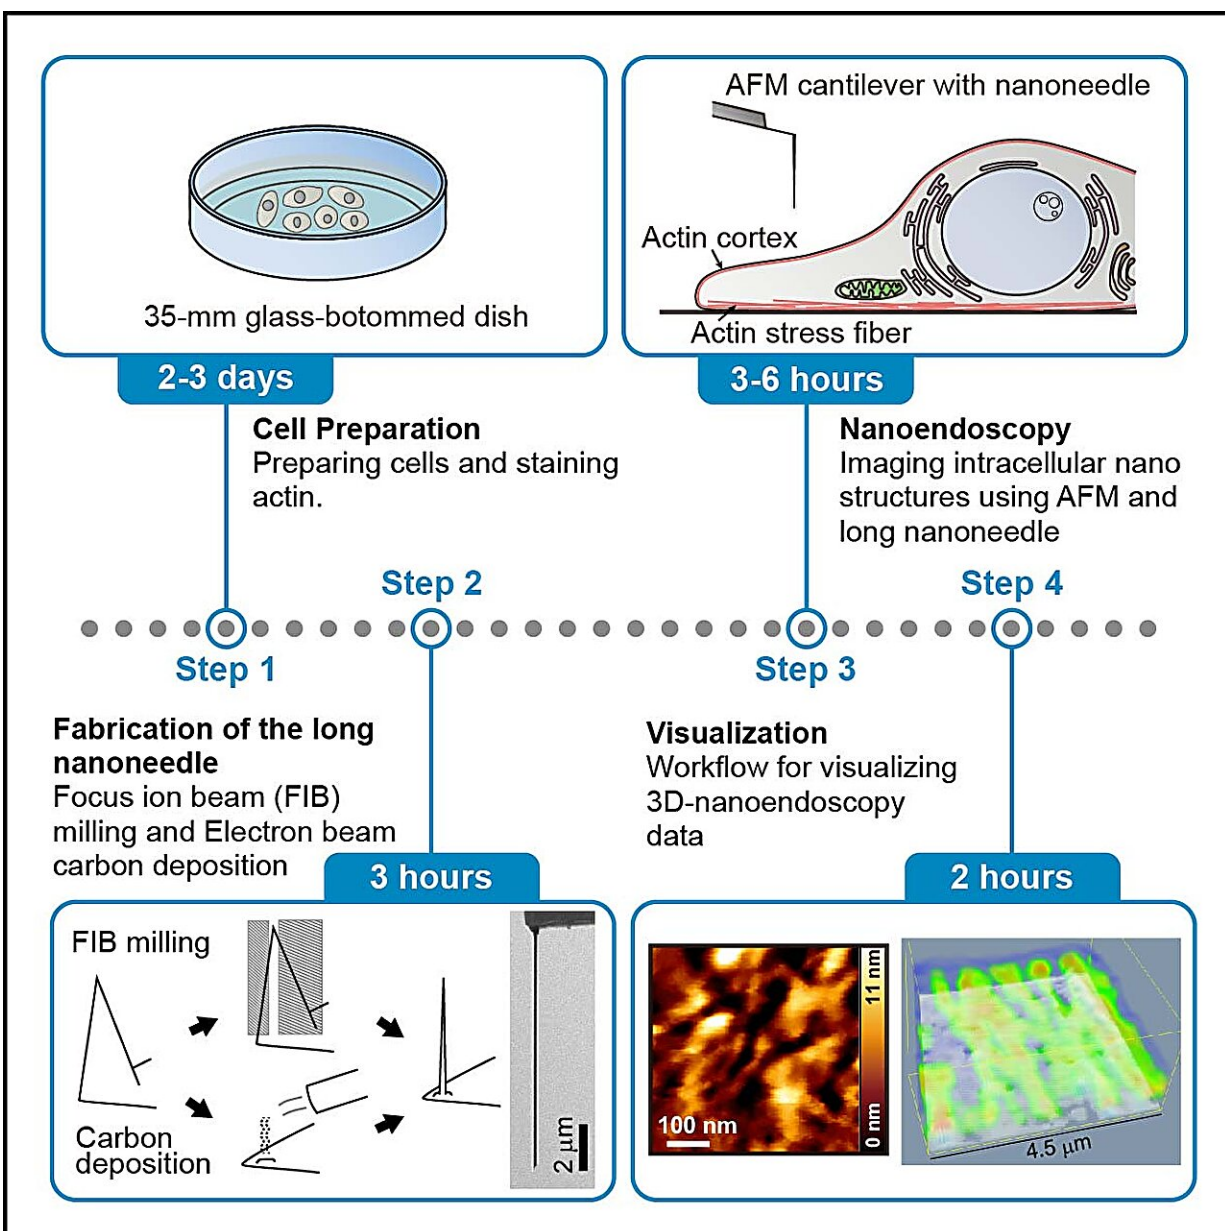 35-mm glass-botommed dish
2-3 days
Cell Preparation
Preparing cells and staining
actin.
AFM cantilever with nanoneedle
Actin cortex
Actin stress fiber
3-6 hours
Nanoendoscopy
Imaging intracellular nano
structures using AFM and
long nanoneedle
Step 1
Step 2
Step 3
Step 4
Fabrication of the long
nanoneedle
Focus ion beam (FIB)
milling and Electron beam
carbon deposition
3 hours
FIB milling
Carbon
deposition
2 μm
Visualization
Workflow for visualizing
3D-nanoendoscopy
data
2 hours
100 nm
11 nm
0 nm
4.5 μm